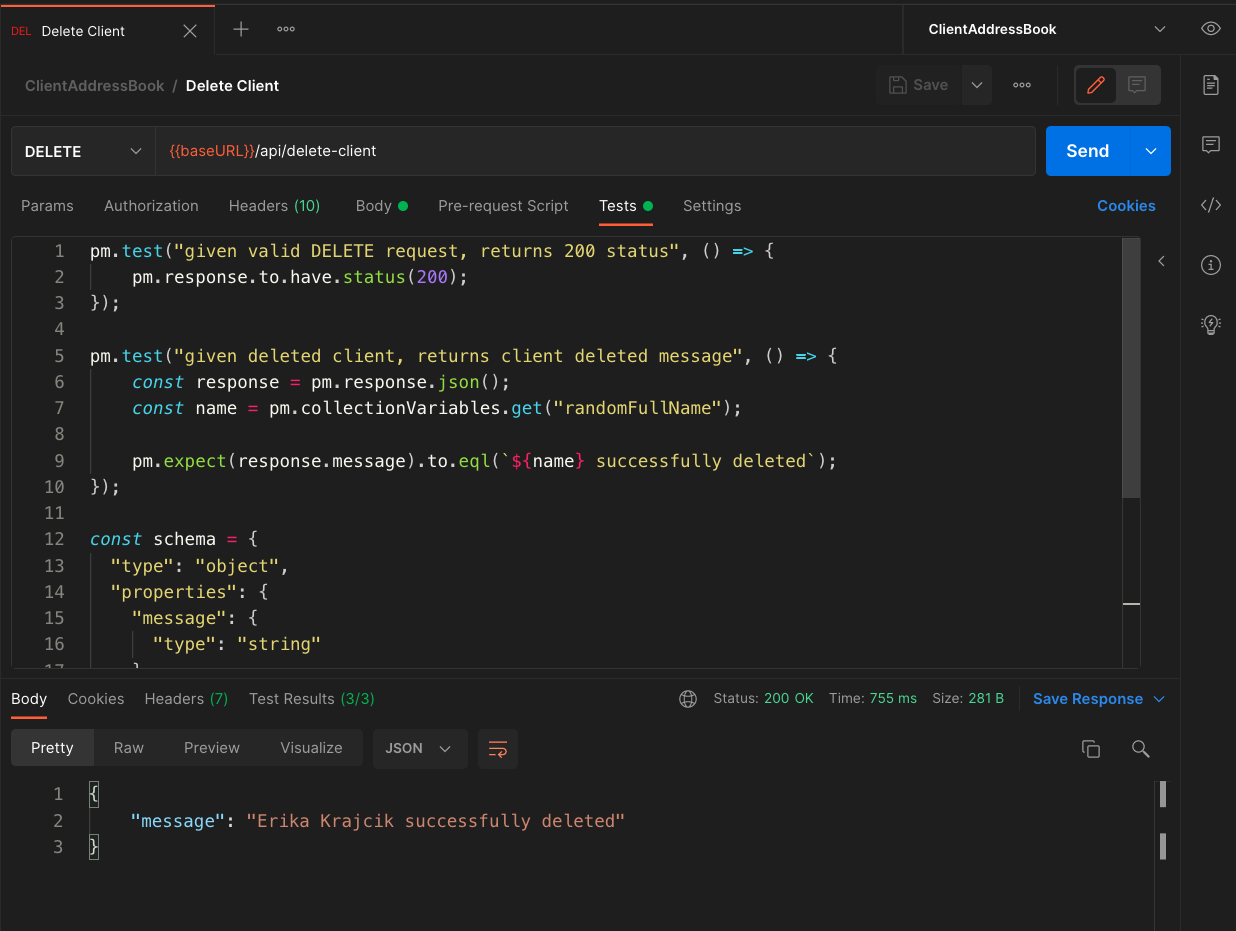 DEL Delete Client
ClientAddressBook
ClientAddressBook / Delete Client
Save
DELETE {{baseURL}}/api/delete-client
Send
Params Authorization Headers (10) Body Pre-request Script Tests Settings Cookies
1 pm.test("given valid DELETE request, returns 200 status", () => {
2 pm.response.to.have.status(200);
3 });
4
5 pm.test("given deleted client, returns client deleted message", () => {
6 const response = pm.response.json();
7 const name = pm.collectionVariables.get("randomFullName");
8
9 pm.expect(response.message).to.eql(`${name} successfully deleted`);
10 });
11
12 const schema = {
13 "type": "object",
14 "properties": {
15 "message": {
16 "type": "string"
17 }
Body Cookies Headers (7) Test Results (3/3) Status: 200 OK Time: 755 ms Size: 281 B Save Response
Pretty Raw Preview Visualize JSON
1 {
2 "message": "Erika Krajcik successfully deleted"
3 }